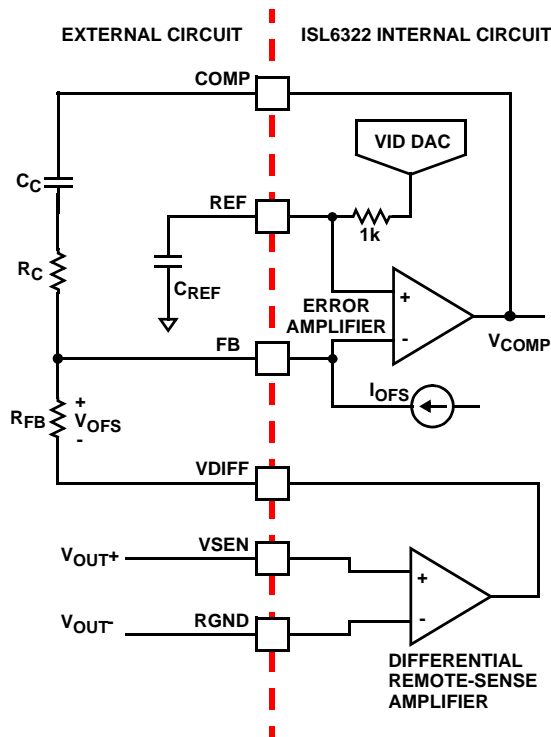 EXTERNAL CIRCUIT
ISL6322 INTERNAL CIRCUIT
COMP
VID DAC
CC
REF
1k
RC
CREF
ERROR
AMPLIFIER
+
-
VCOMP
FB
IOFS
RFB
+
VOFS
-
VDIFF
VSEN
VOUT+
+
-
RGND
VOUT-
DIFFERENTIAL
REMOTE-SENSE
AMPLIFIER